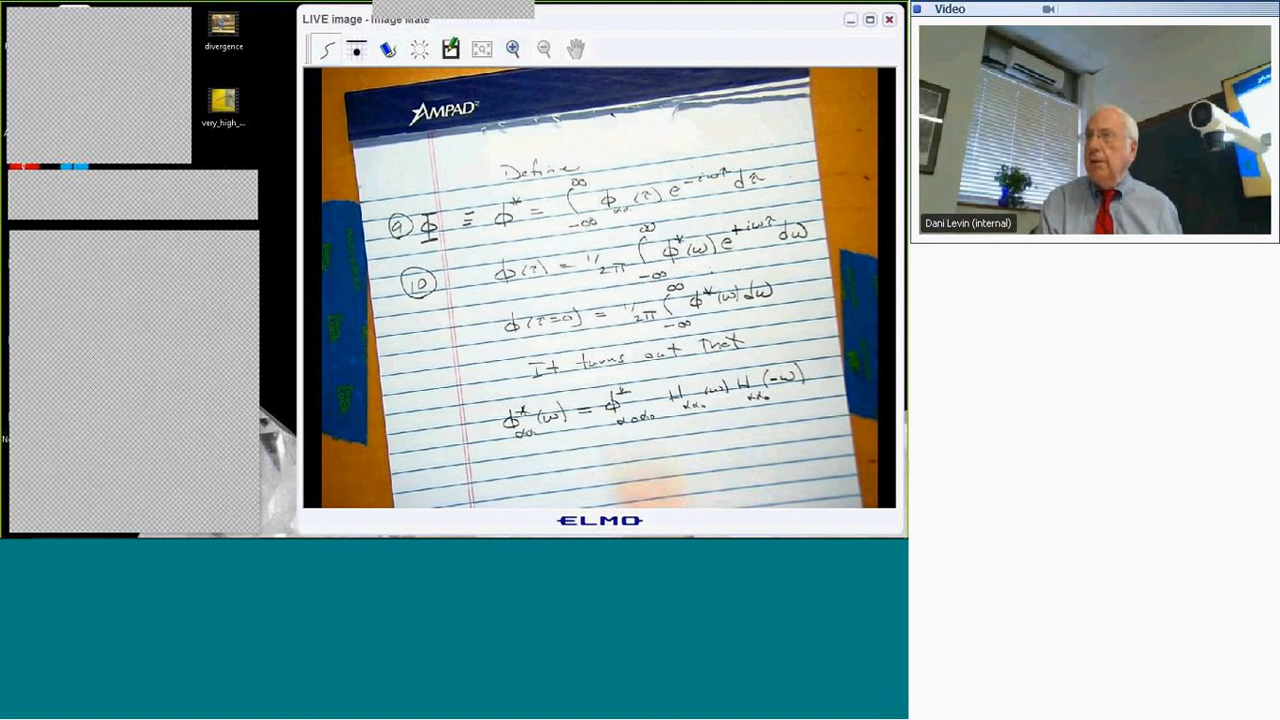 LIVE image - Image Mate
Video
divergence
very_high_...
AMPAD
Define
⑨ Φ ≡ ϕ* = ∫_{-∞}^{∞} ϕ_{αα}(τ) e^{-iωτ} dτ
⑩ ϕ(τ) = 1/2π ∫_{-∞}^{∞} ϕ*(ω) e^{+iωτ} dω
ϕ(τ=0) = 1/2π ∫_{-∞}^{∞} ϕ*(ω) dω
It turns out that
ϕ*_{αα}(ω) = ϕ*_{α₀α₀} H_{αα₀}(ω) H_{αα₀}(-ω)
Dani Levin (internal)
ELMO